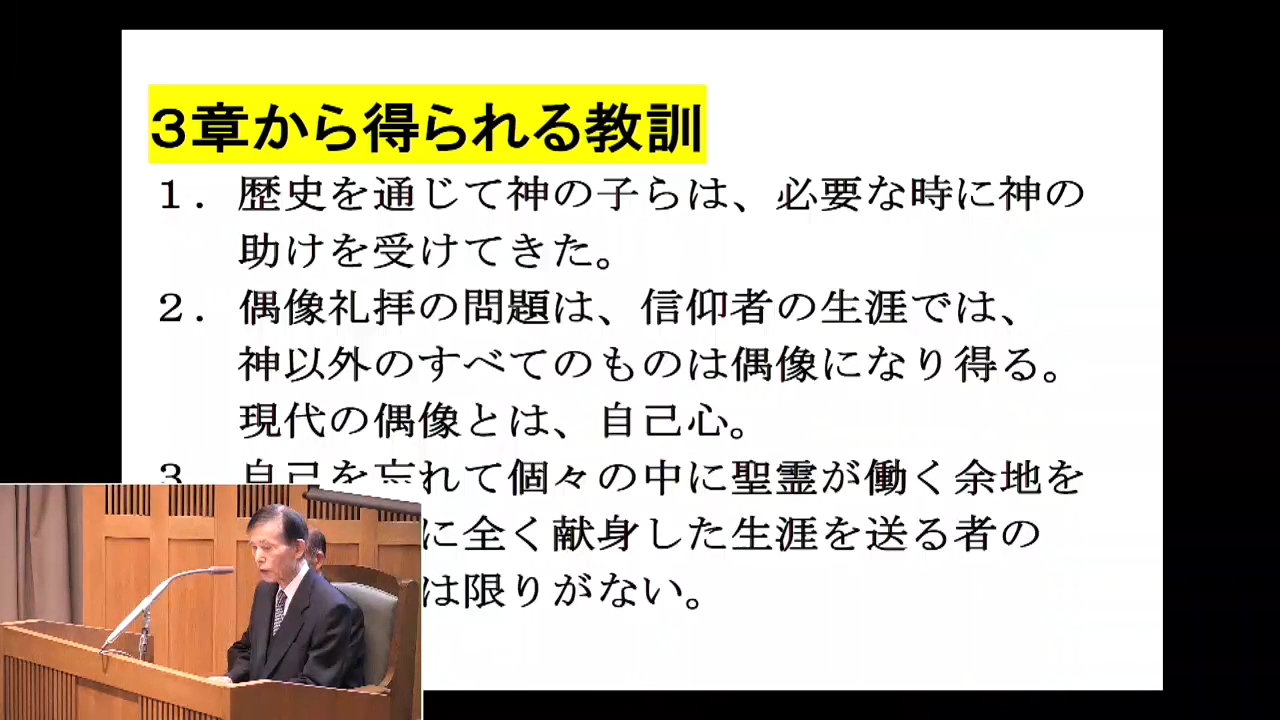 ３章から得られる教訓
１．歴史を通じて神の子らは、必要な時に神の
助けを受けてきた。
２．偶像礼拝の問題は、信仰者の生涯では、
神以外のすべてのものは偶像になり得る。
現代の偶像とは、自己心。
３．自己を忘れて個々の中に聖霊が働く余地を
に全く献身した生涯を送る者の
は限りがない。